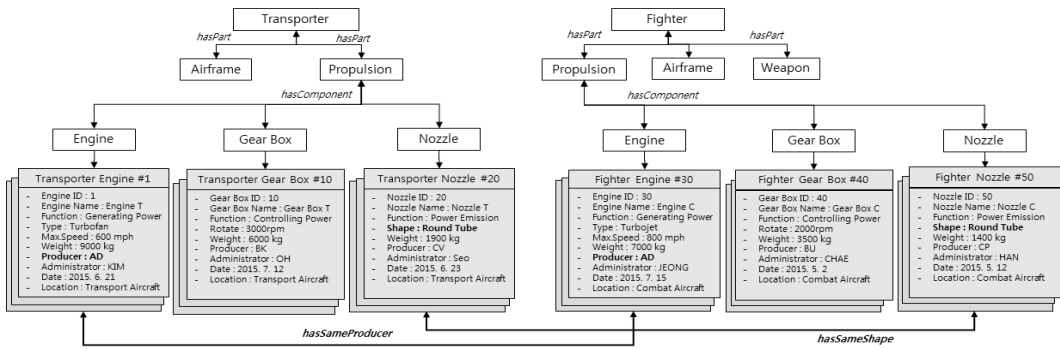 Transporter
Fighter
hasPart
hasPart
hasPart
hasPart
Airframe
Propulsion
Propulsion
Airframe
Weapon
hasComponent
hasComponent
Engine
Gear Box
Nozzle
Engine
Gear Box
Nozzle
Transporter Engine #1
- Engine ID : 1
- Engine Name : Engine T
- Function : Generating Power
- Type : Turbofan
- Max.Speed : 600 mph
- Weight : 9000 kg
- Producer : AD
- Administrator : KIM
- Date : 2015. 6. 21
- Location : Transport Aircraft
Transporter Gear Box #10
- Gear Box ID : 10
- Gear Box Name : Gear Box T
- Function : Controlling Power
- Rotate : 3000rpm
- Weight : 6000 kg
- Producer : BK
- Administrator : OH
- Date : 2015. 7. 12
- Location : Transport Aircraft
Transporter Nozzle #20
- Nozzle ID : 20
- Nozzle Name : Nozzle T
- Function : Power Emission
- Shape : Round Tube
- Weight : 1900 kg
- Producer : CV
- Administrator : Seo
- Date : 2015. 6. 23
- Location : Transport Aircraft
Fighter Engine #30
- Engine ID : 30
- Engine Name : Engine C
- Function : Generating Power
- Type : Turbojet
- Max.Speed : 800 mph
- Weight : 7000 kg
- Producer : AD
- Administrator : JEONG
- Date : 2015. 7. 15
- Location : Combat Aircraft
Fighter Gear Box #40
- Gear Box ID : 40
- Gear Box Name : Gear Box C
- Function : Controlling Power
- Rotate : 2000rpm
- Weight : 3500 kg
- Producer : BU
- Administrator : CHAE
- Date : 2015. 5. 2
- Location : Combat Aircraft
Fighter Nozzle #50
- Nozzle ID : 50
- Nozzle Name : Nozzle C
- Function : Power Emission
- Shape : Round Tube
- Weight : 1400 kg
- Producer : CP
- Administrator : HAN
- Date : 2015. 5. 12
- Location : Combat Aircraft
hasSameProducer
hasSameShape